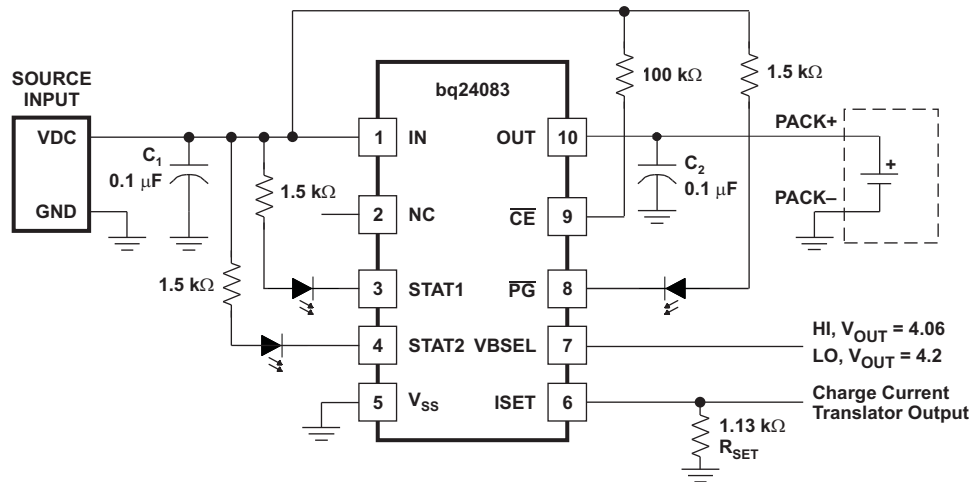 SOURCE
INPUT
VDC
GND
C1
0.1 μF
1.5 kΩ
1.5 kΩ
bq24083
1 IN
2 NC
3 STAT1
4 STAT2
5 VSS
OUT 10
CE 9
PG 8
VBSEL 7
ISET 6
100 kΩ
1.5 kΩ
C2
0.1 μF
PACK+
+
PACK–
HI, VOUT = 4.06
LO, VOUT = 4.2
Charge Current
Translator Output
1.13 kΩ
RSET